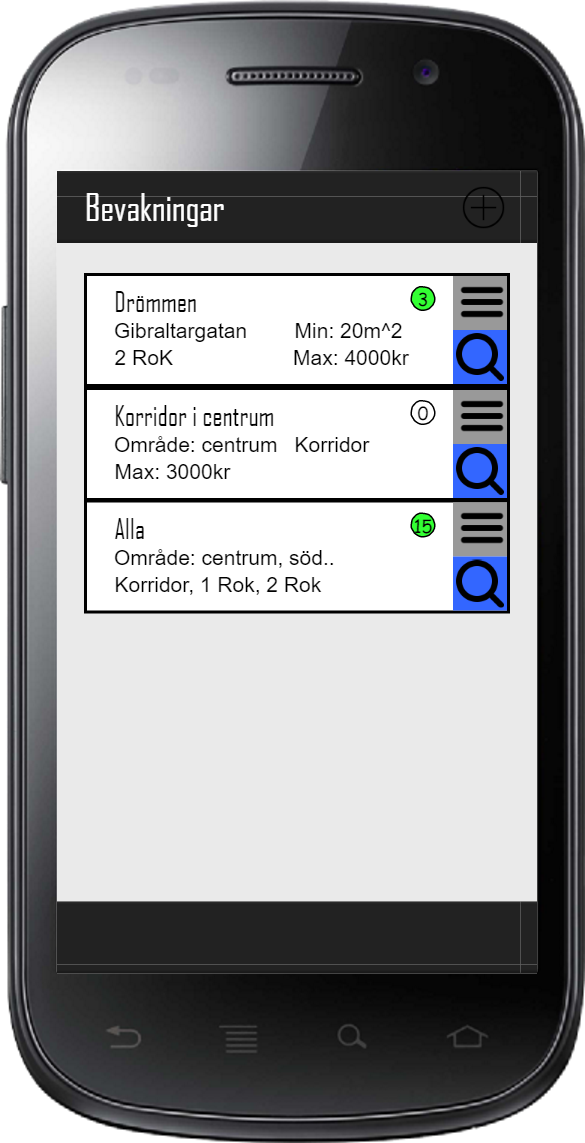 Bevakningar
Drömmen
3
Gibraltargatan Min: 20m^2
2 RoK Max: 4000kr
Korridor i centrum
0
Område: centrum Korridor
Max: 3000kr
Alla
15
Område: centrum, söd..
Korridor, 1 Rok, 2 Rok